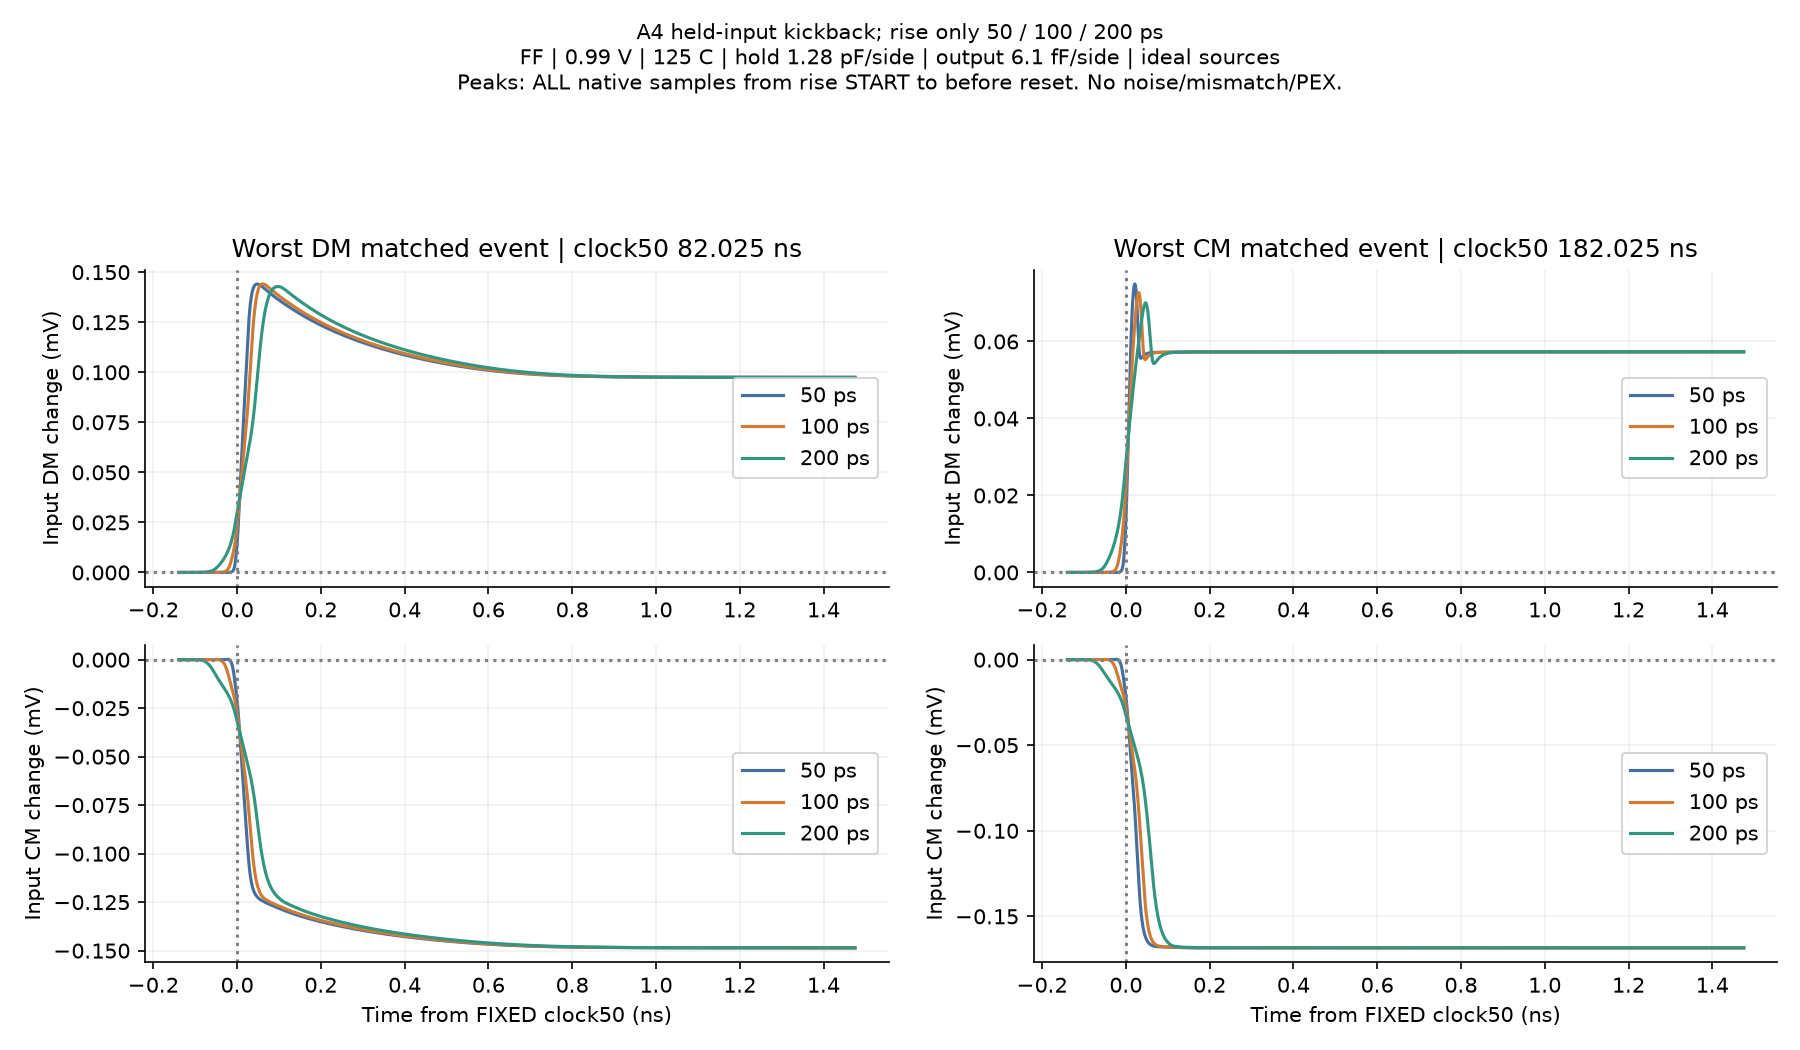 A4 held-input kickback; rise only 50 / 100 / 200 ps
FF | 0.99 V | 125 C | hold 1.28 pF/side | output 6.1 fF/side | ideal sources
Peaks: ALL native samples from rise START to before reset. No noise/mismatch/PEX.
Worst DM matched event | clock50 82.025 ns
Input DM change (mV)
0.150
0.125
0.100
0.075
0.050
0.025
0.000
50 ps
100 ps
200 ps
−0.2 0.0 0.2 0.4 0.6 0.8 1.0 1.2 1.4
Worst CM matched event | clock50 182.025 ns
Input DM change (mV)
0.06
0.04
0.02
0.00
50 ps
100 ps
200 ps
−0.2 0.0 0.2 0.4 0.6 0.8 1.0 1.2 1.4
Input CM change (mV)
0.000
−0.025
−0.050
−0.075
−0.100
−0.125
−0.150
50 ps
100 ps
200 ps
−0.2 0.0 0.2 0.4 0.6 0.8 1.0 1.2 1.4
Time from FIXED clock50 (ns)
Input CM change (mV)
0.00
−0.05
−0.10
−0.15
50 ps
100 ps
200 ps
−0.2 0.0 0.2 0.4 0.6 0.8 1.0 1.2 1.4
Time from FIXED clock50 (ns)